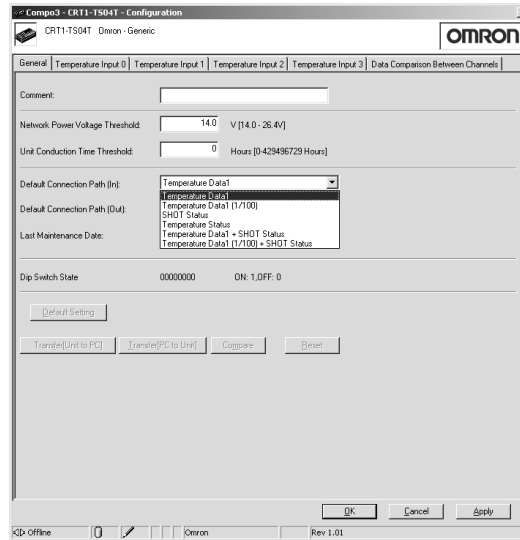 Compo3 - CRT1-TS04T - Configuration
CRT1-TS04T Omron - Generic
OMRON
General Temperature Input 0 Temperature Input 1 Temperature Input 2 Temperature Input 3 Data Comparison Between Channels
Comment:
Network Power Voltage Threshold: 14.0 V [14.0 - 26.4V]
Unit Conduction Time Threshold: 0 Hours [0-429496729 Hours]
Default Connection Path (In): Temperature Data1
Temperature Data1
Temperature Data1 (1/100)
Default Connection Path (Out):
SHOT Status
Temperature Status
Last Maintenance Date:
Temperature Data1 + SHOT Status
Temperature Data1 (1/100) + SHOT Status
Dip Switch State 00000000 ON: 1,OFF: 0
Default Setting
Transfer[Unit to PC] Transfer[PC to Unit] Compare Reset
OK Cancel Apply
Offline Omron Rev 1.01